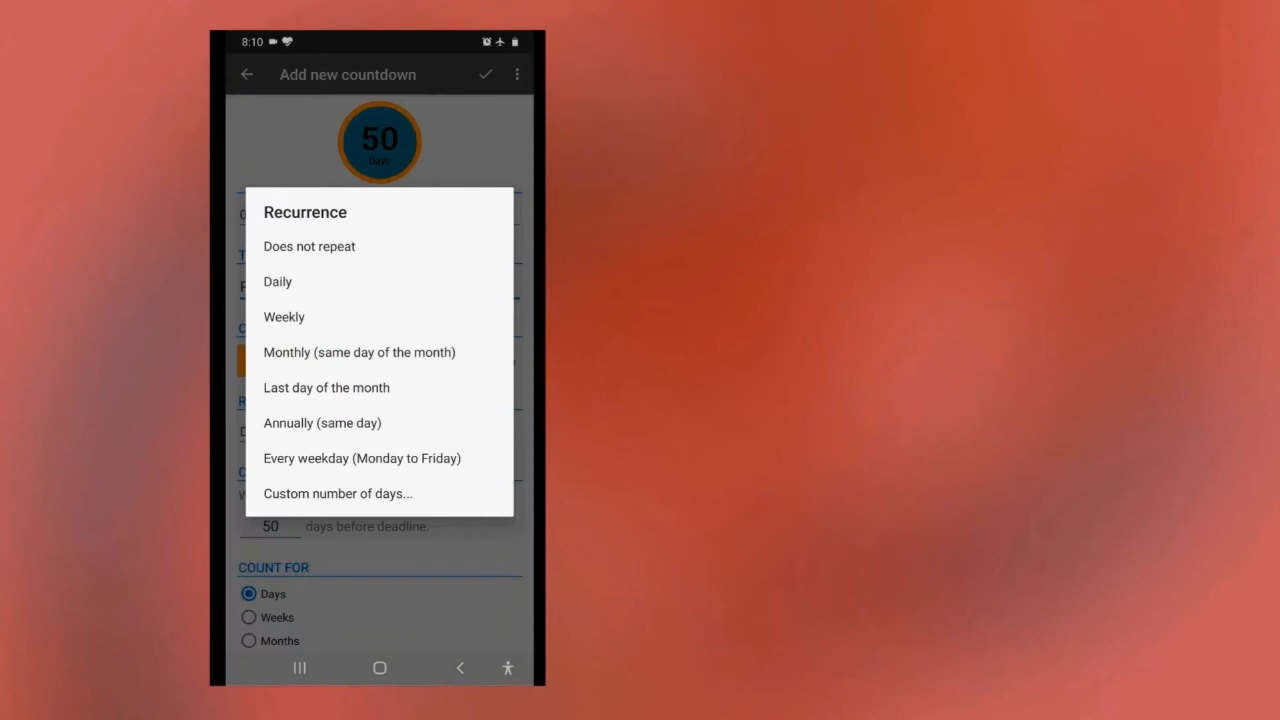 8:10
Add new countdown
50
Days
Recurrence
Does not repeat
Daily
Weekly
Monthly (same day of the month)
Last day of the month
Annually (same day)
Every weekday (Monday to Friday)
Custom number of days...
50 days before deadline.
COUNT FOR
Days
Weeks
Months